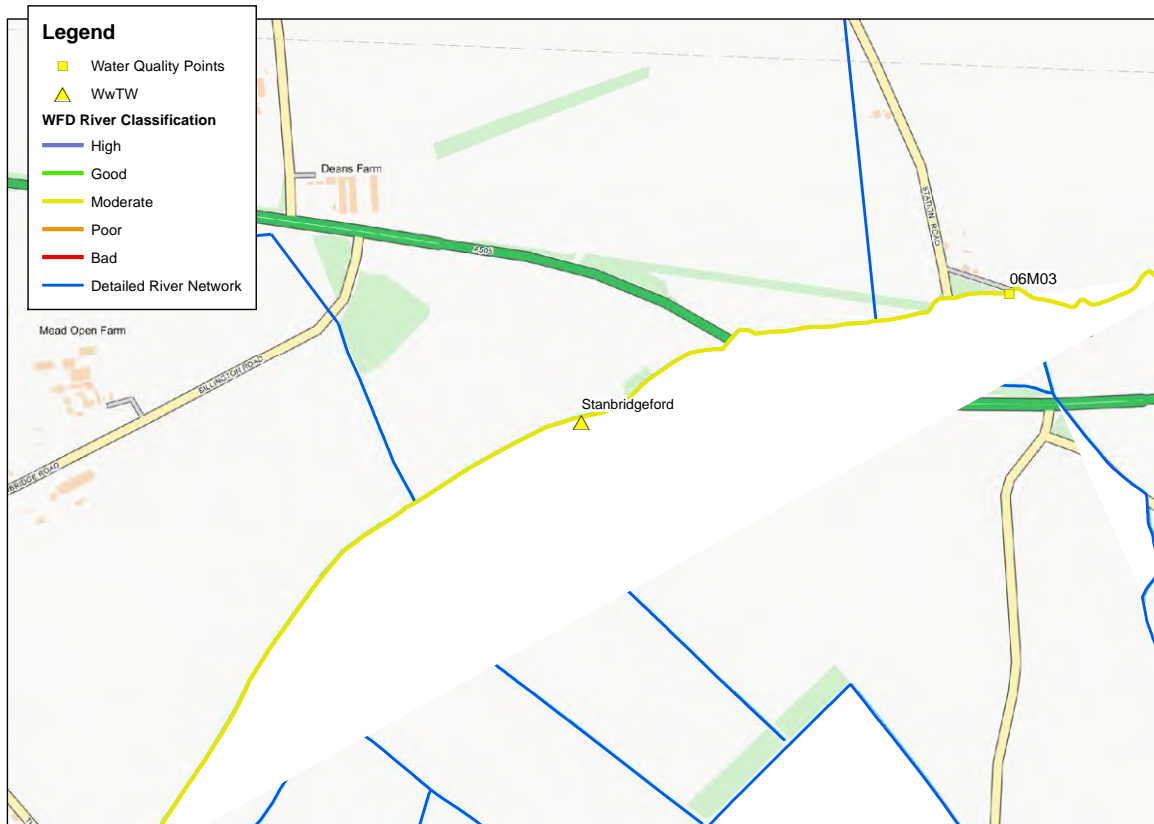 Legend
Water Quality Points
WwTW
WFD River Classification
High
Good
Moderate
Poor
Bad
Detailed River Network
Deans Farm
A505
STATION ROAD
06M03
Mead Open Farm
BILLINGTON ROAD
Stanbridgeford
BRIDGE ROAD